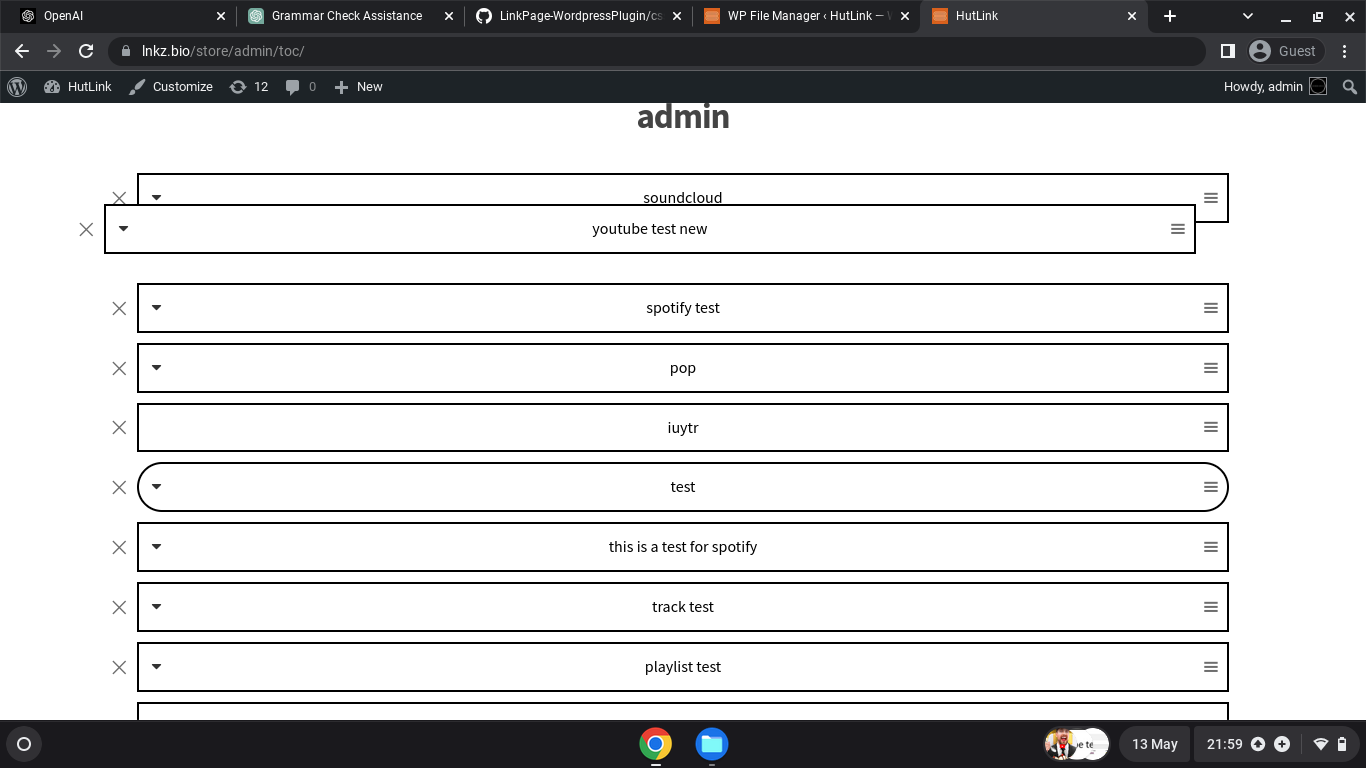 OpenAI
Grammar Check Assistance
LinkPage-WordpressPlugin/cs
WP File Manager ‹ HutLink —
HutLink
lnkz.bio/store/admin/toc/
Guest
HutLink
Customize
12
0
New
Howdy, admin
admin
soundcloud
youtube test new
spotify test
pop
iuytr
test
this is a test for spotify
track test
playlist test
13 May
21:59